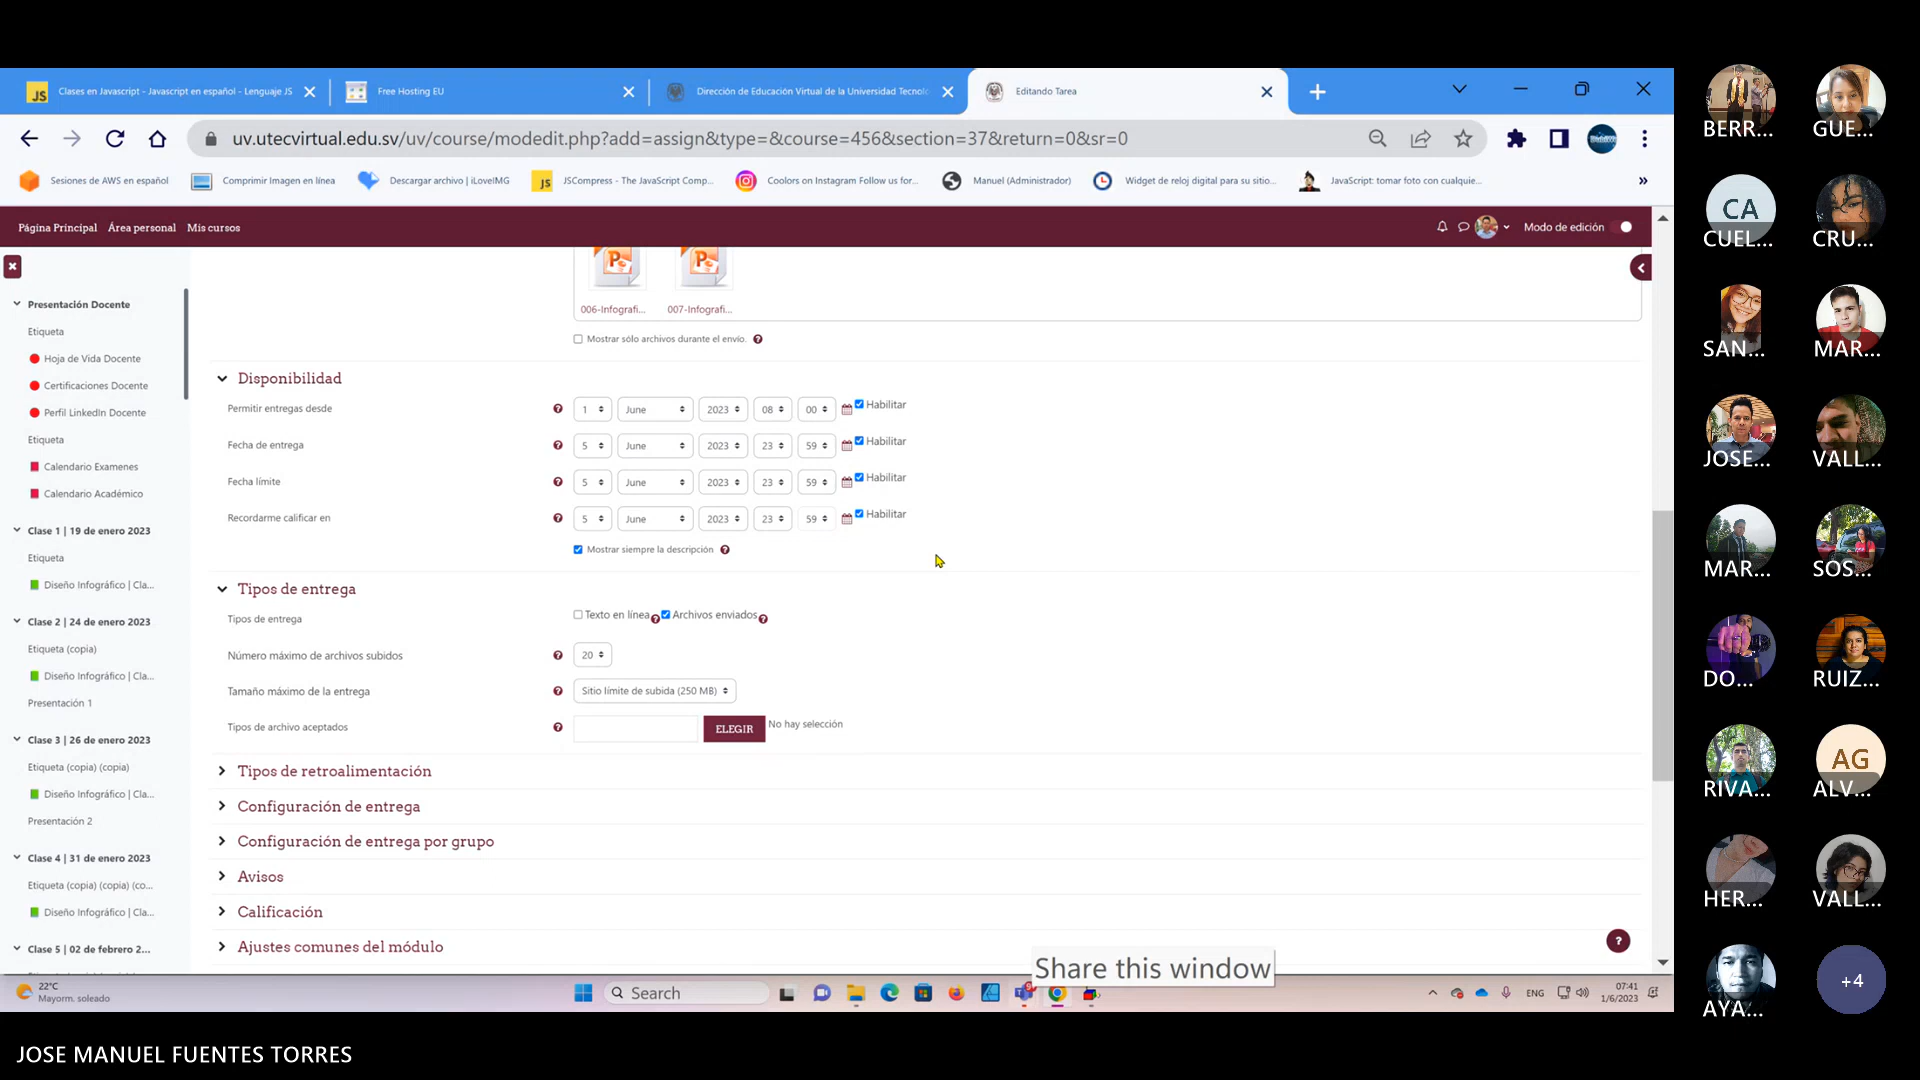 Clases en Javascript - Javascript en español - Lenguaje JS
Free Hosting EU
Dirección de Educación Virtual de la Universidad Tecnol
Editando Tarea
uv.utecvirtual.edu.sv/uv/course/modedit.php?add=assign&type=&course=456&section=37&return=0&sr=0
Sesiones de AWS en español
Comprimir Imagen en línea
Descargar archivo | iLoveIMG
JSCompress - The JavaScript Comp...
Coolors on Instagram Follow us for...
Manuel (Administrador)
Widget de reloj digital para su sitio...
JavaScript: tomar foto con cualquie...
»
Página Principal Área personal Mis cursos
Modo de edición
Presentación Docente
Etiqueta
Hoja de Vida Docente
Certificaciones Docente
Perfil LinkedIn Docente
Etiqueta
Calendario Examenes
Calendario Académico
Clase 1 | 19 de enero 2023
Etiqueta
Diseño Infográfico | Cla...
Clase 2 | 24 de enero 2023
Etiqueta (copia)
Diseño Infográfico | Cla...
Presentación 1
Clase 3 | 26 de enero 2023
Etiqueta (copia) (copia)
Diseño Infográfico | Cla...
Presentación 2
Clase 4 | 31 de enero 2023
Etiqueta (copia) (copia) (co...
Diseño Infográfico | Cla...
Clase 5 | 02 de febrero 2...
006-Infografi... 007-Infografi...
Mostrar sólo archivos durante el envío. ?
Disponibilidad
Permitir entregas desde ? 1 June 2023 08 00 Habilitar
Fecha de entrega ? 5 June 2023 23 59 Habilitar
Fecha límite ? 5 June 2023 23 59 Habilitar
Recordarme calificar en ? 5 June 2023 23 59 Habilitar
Mostrar siempre la descripción ?
Tipos de entrega
Tipos de entrega Texto en línea ? Archivos enviados ?
Número máximo de archivos subidos ? 20
Tamaño máximo de la entrega ? Sitio límite de subida (250 MB)
Tipos de archivo aceptados ? ELEGIR No hay selección
Tipos de retroalimentación
Configuración de entrega
Configuración de entrega por grupo
Avisos
Calificación
Ajustes comunes del módulo
?
Share this window
22°C
Mayorm. soleado
Search
ENG
07:41
1/6/2023
BERR...
GUE...
CA
CUEL...
CRU...
SAN...
MAR...
JOSE...
VALL...
MAR...
SOS...
DO...
RUIZ...
RIVA...
AG
ALV...
HER...
VALL...
AYA...
+4
JOSE MANUEL FUENTES TORRES